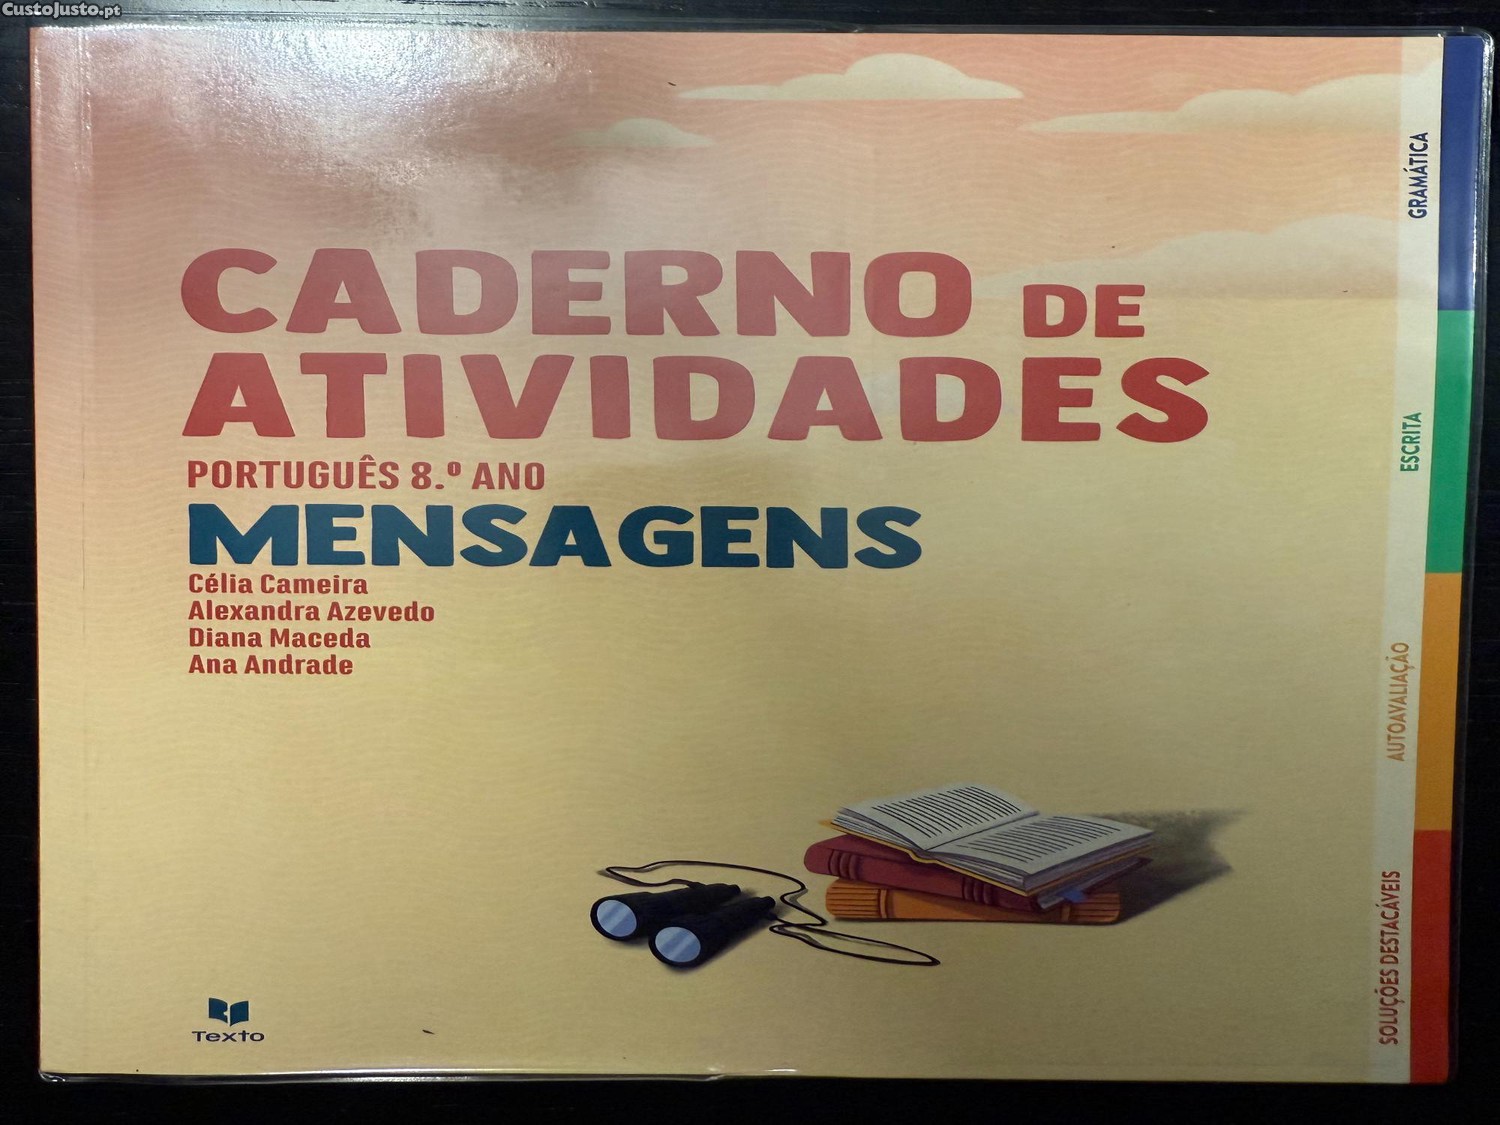 CustoJusto.pt
CADERNO DE
ATIVIDADES
PORTUGUÊS 8.º ANO
MENSAGENS
Célia Cameira
Alexandra Azevedo
Diana Maceda
Ana Andrade
Texto
GRAMÁTICA
ESCRITA
AUTOAVALIAÇÃO
SOLUÇÕES DESTACÁVEIS